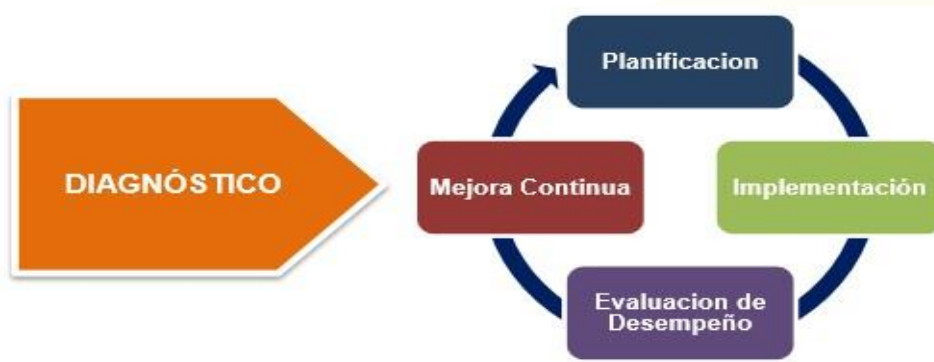 DIAGNÓSTICO
Planificacion
Implementación
Evaluacion de
Desempeño
Mejora Continua